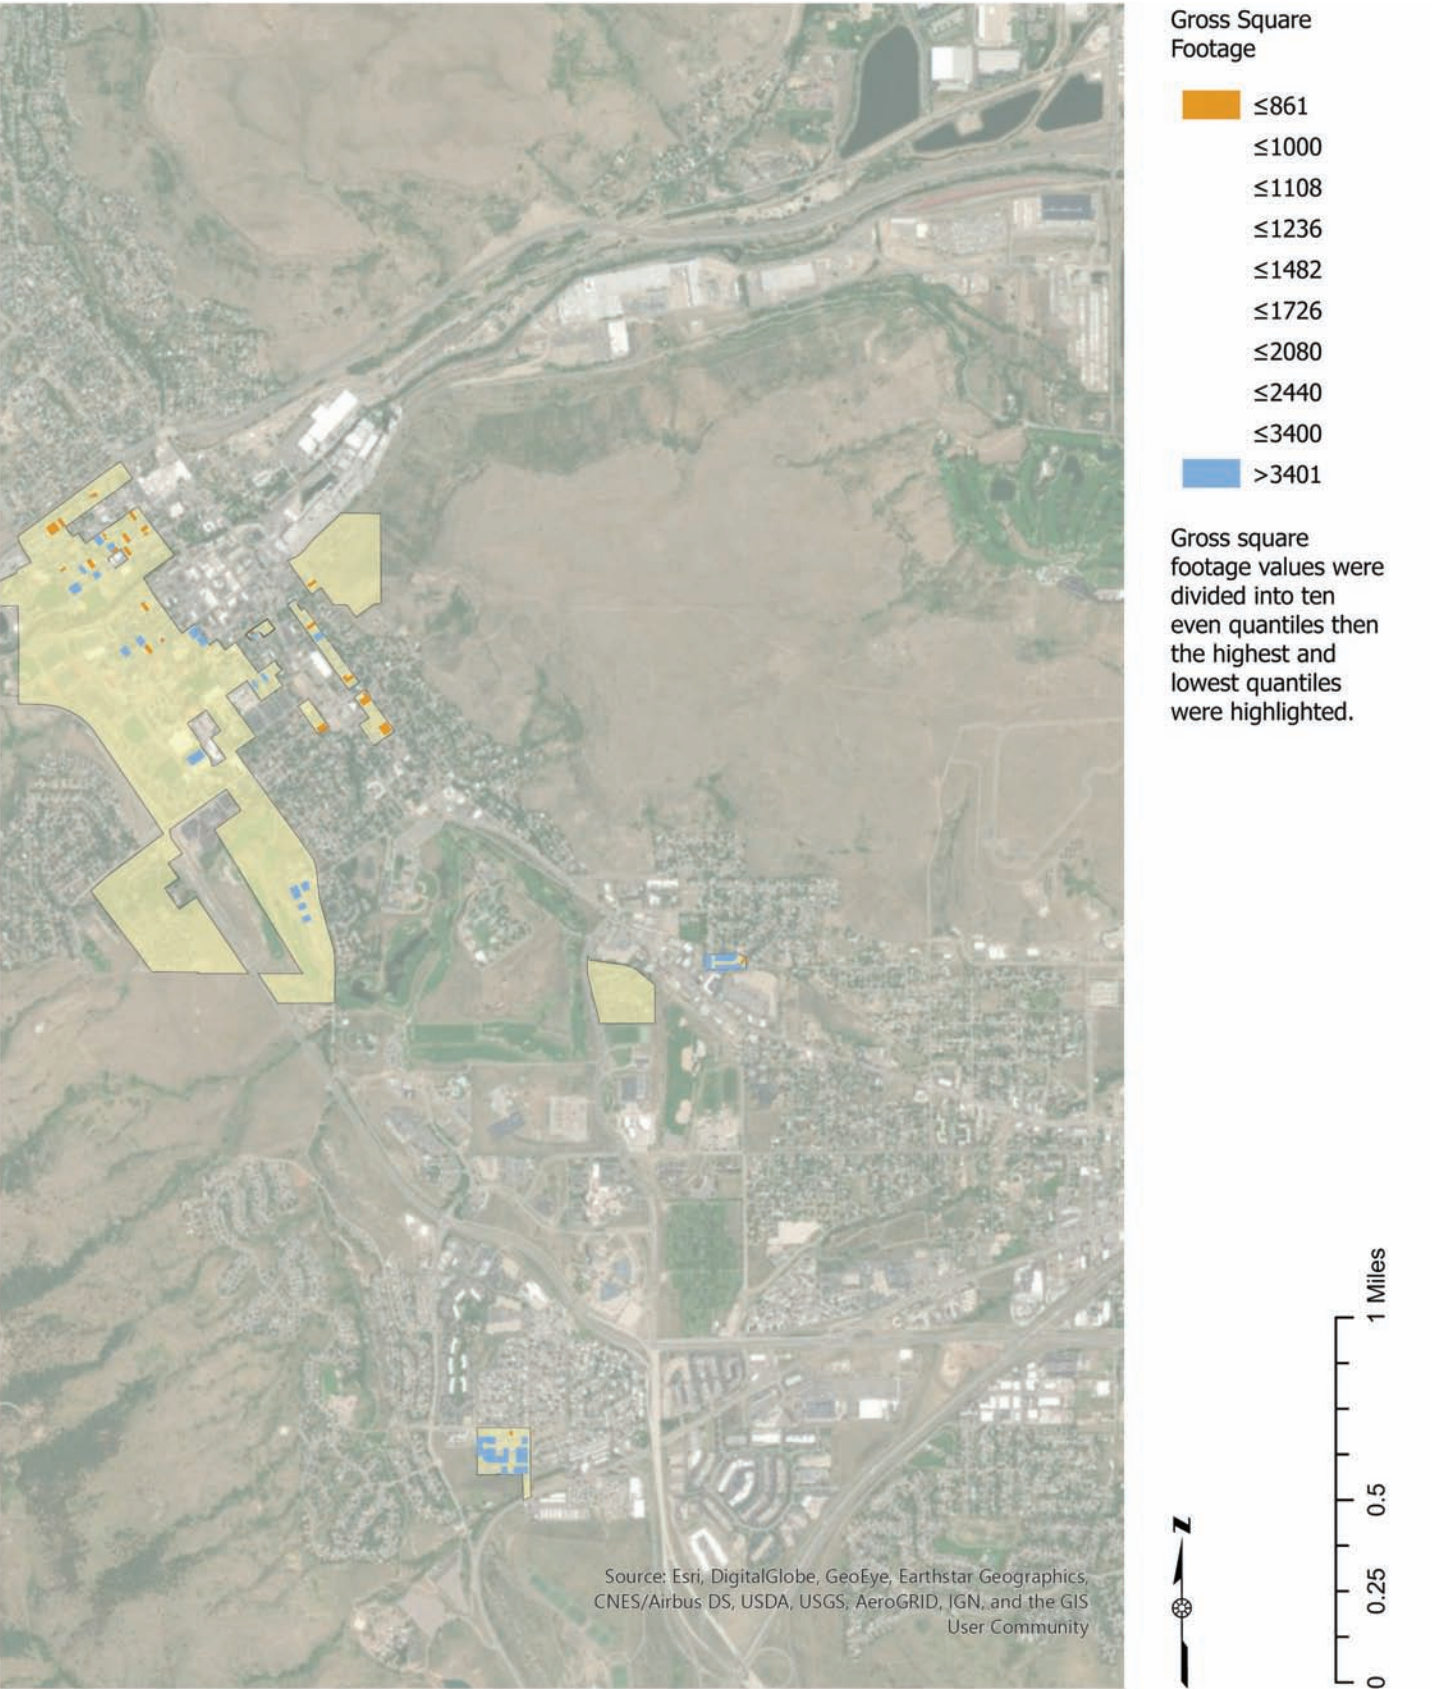 Gross Square
Footage
≤861
≤1000
≤1108
≤1236
≤1482
≤1726
≤2080
≤2440
≤3400
>3401
Gross square
footage values were
divided into ten
even quantiles then
the highest and
lowest quantiles
were highlighted.
1 Miles
0.5
0.25
0
N
Source: Esri, DigitalGlobe, GeoEye, Earthstar Geographics,
CNES/Airbus DS, USDA, USGS, AeroGRID, IGN, and the GIS
User Community